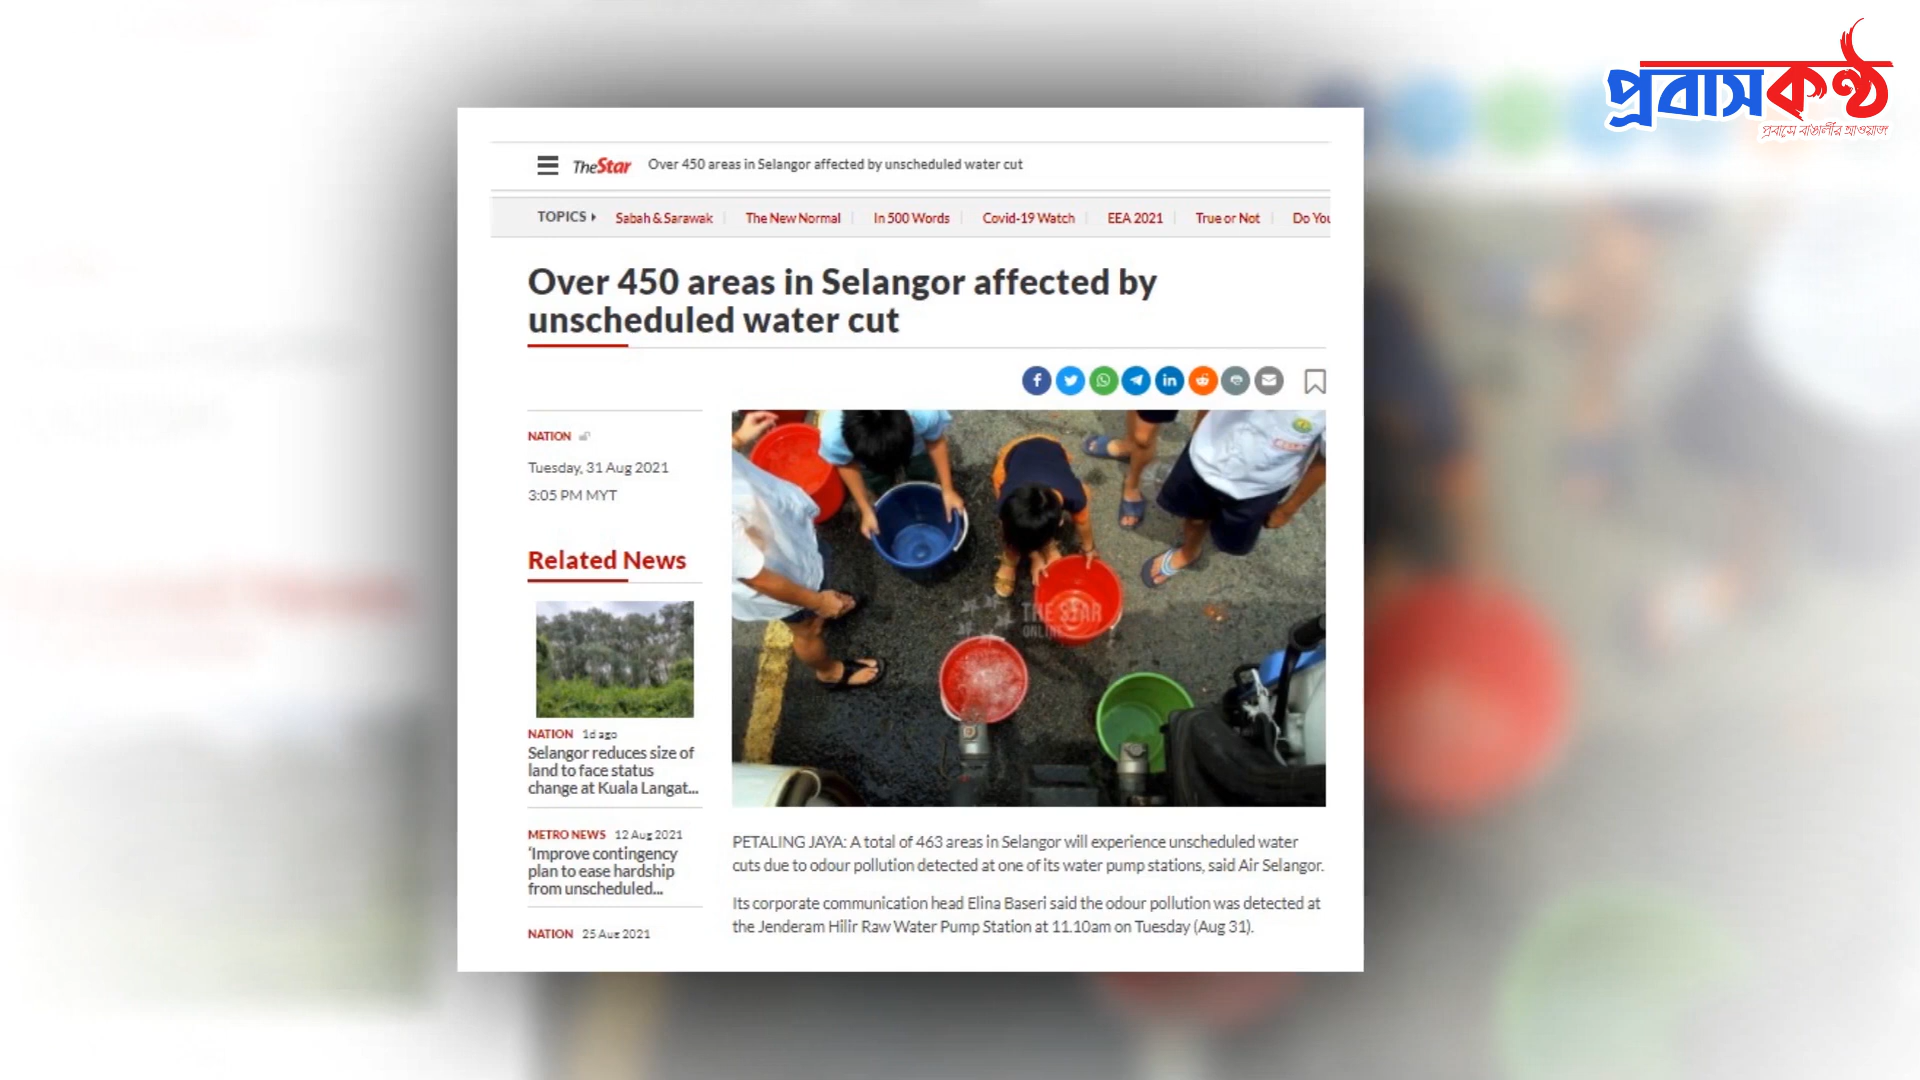 প্রবাসকণ্ঠ
প্রবাসে বাঙালীর আওয়াজ
TheStar Over 450 areas in Selangor affected by unscheduled water cut
TOPICS Sabah & Sarawak The New Normal In 500 Words Covid-19 Watch EEA 2021 True or Not Do You
Over 450 areas in Selangor affected by
unscheduled water cut
NATION
Tuesday, 31 Aug 2021
3:05 PM MYT
Related News
NATION 1d ago
Selangor reduces size of
land to face status
change at Kuala Langat...
METRO NEWS 12 Aug 2021
'Improve contingency
plan to ease hardship
from unscheduled...
NATION 25 Aug 2021
THE STAR
ONLINE
PETALING JAYA: A total of 463 areas in Selangor will experience unscheduled water
cuts due to odour pollution detected at one of its water pump stations, said Air Selangor.
Its corporate communication head Elina Baseri said the odour pollution was detected at
the Jenderam Hilir Raw Water Pump Station at 11.10am on Tuesday (Aug 31).